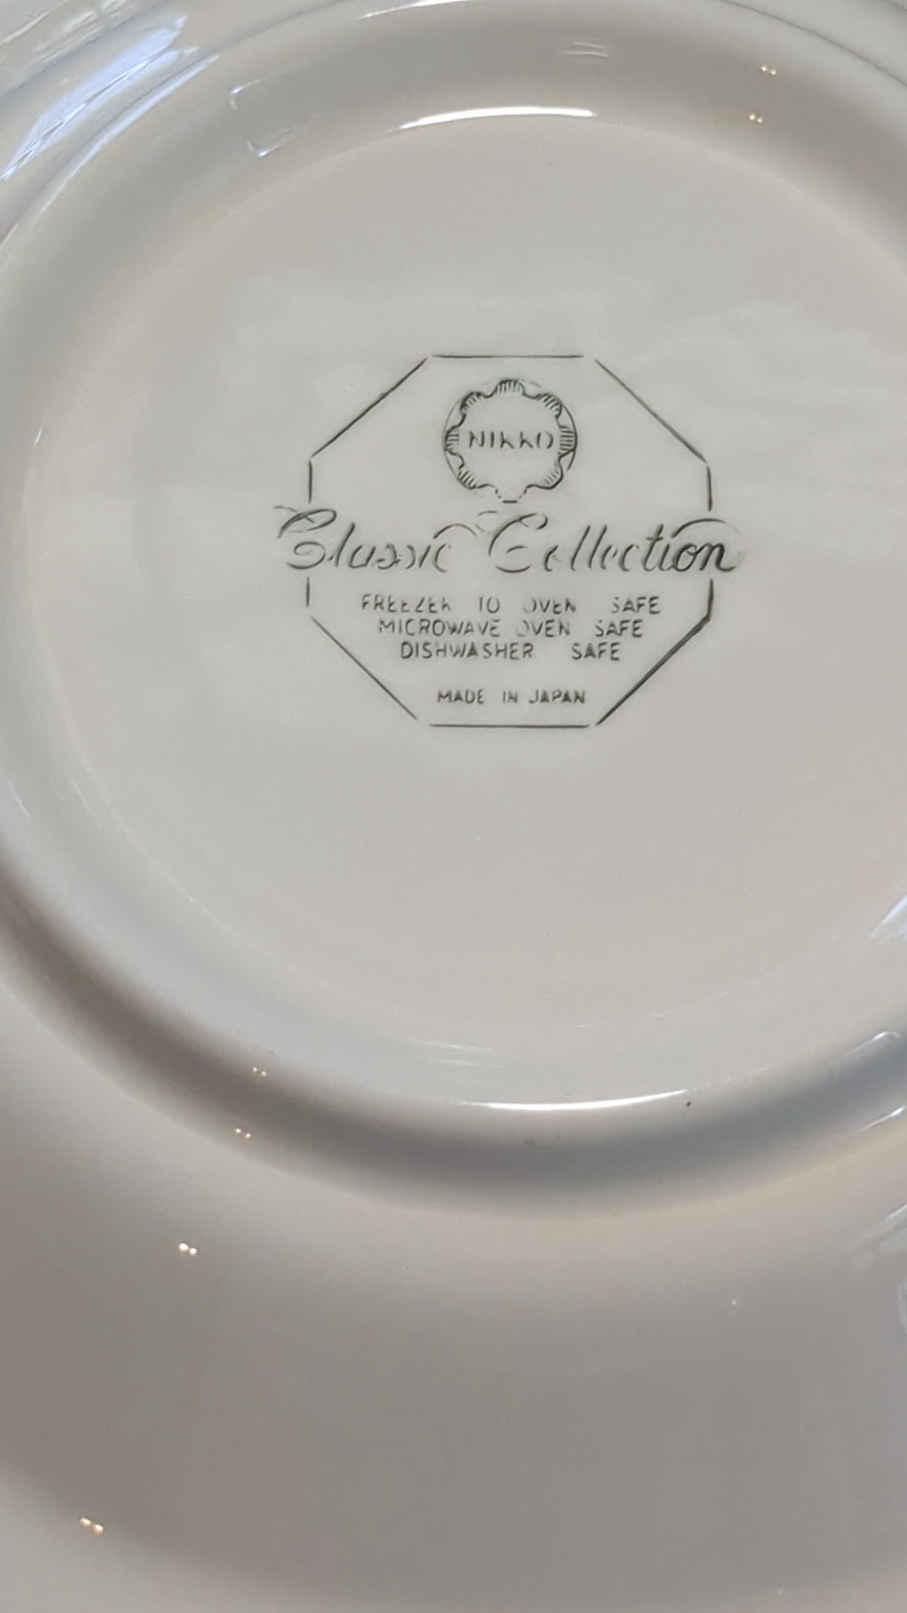 NIKKO
Classic Collection
FREEZER TO OVEN SAFE
MICROWAVE OVEN SAFE
DISHWASHER SAFE
MADE IN JAPAN